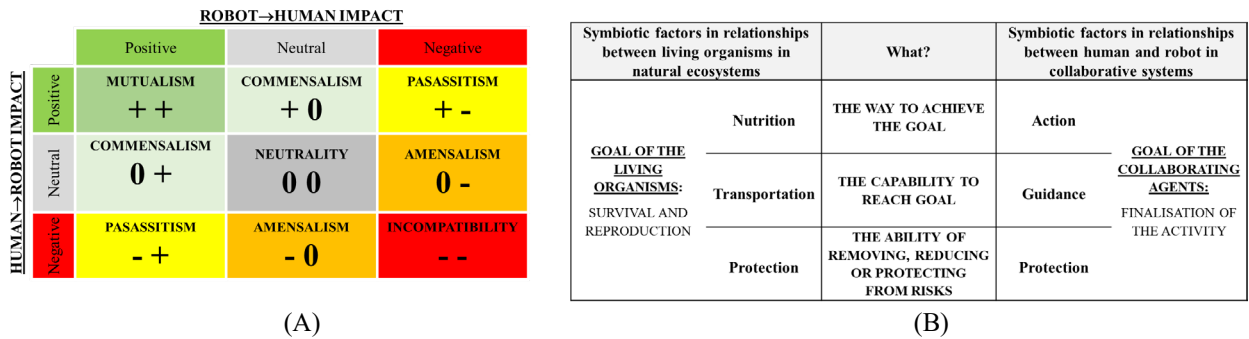 ROBOT→HUMAN IMPACT
Positive
Neutral
Negative
HUMAN→ROBOT IMPACT
Positive
MUTUALISM
+ +
COMMENSALISM
+ 0
PASASSITISM
+ -
Neutral
COMMENSALISM
0 +
NEUTRALITY
0 0
AMENSALISM
0 -
Negative
PASASSITISM
- +
AMENSALISM
- 0
INCOMPATIBILITY
- -
(A)
Symbiotic factors in relationships
between living organisms in
natural ecosystems
What?
Symbiotic factors in relationships
between human and robot in
collaborative systems
GOAL OF THE
LIVING
ORGANISMS:
SURVIVAL AND
REPRODUCTION
Nutrition
THE WAY TO ACHIEVE
THE GOAL
Action
Transportation
THE CAPABILITY TO
REACH GOAL
Guidance
Protection
THE ABILITY OF
REMOVING, REDUCING
OR PROTECTING
FROM RISKS
Protection
GOAL OF THE
COLLABORATING
AGENTS:
FINALISATION OF
THE ACTIVITY
(B)